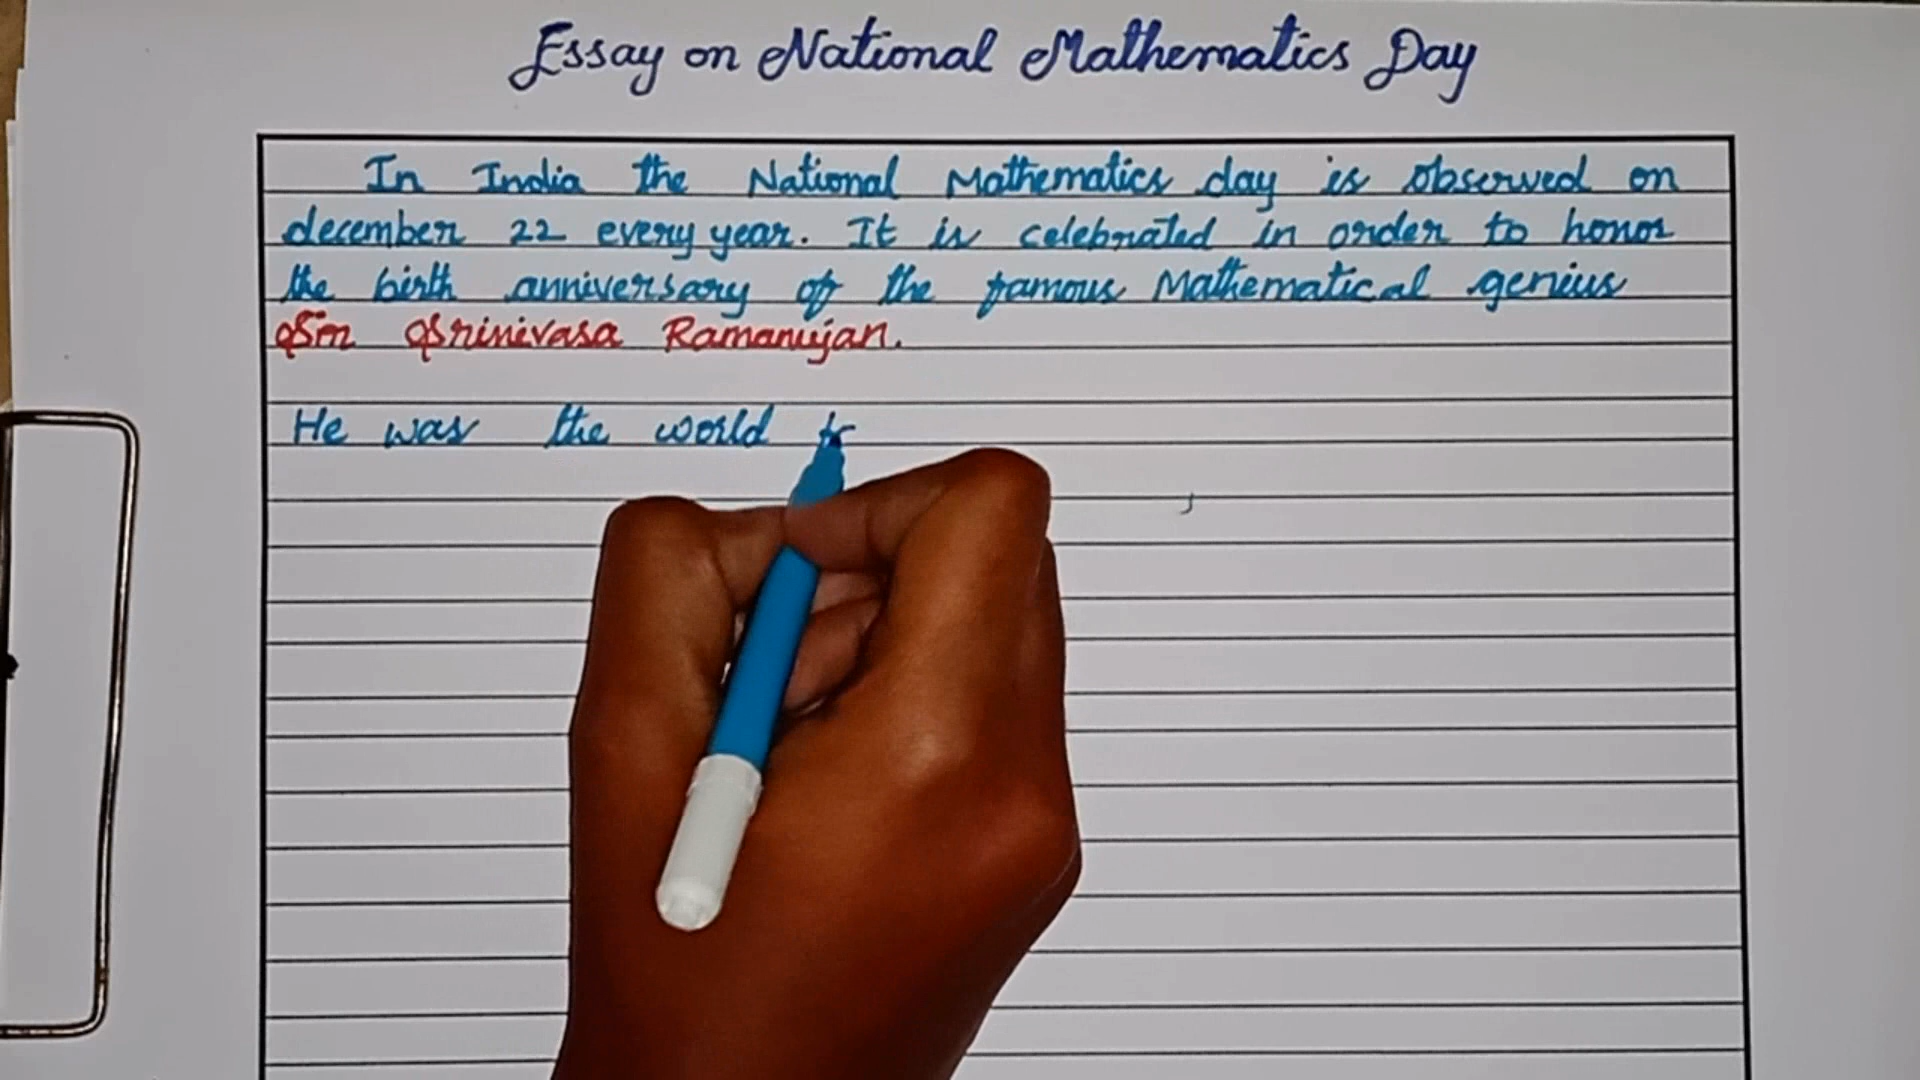 Essay on National Mathematics Day
In India the National Mathematics day is observed on
december 22 every year. It is celebrated in order to honor
the birth anniversary of the famous Mathematical genius
Srinivasa Ramanujan.
He was the world